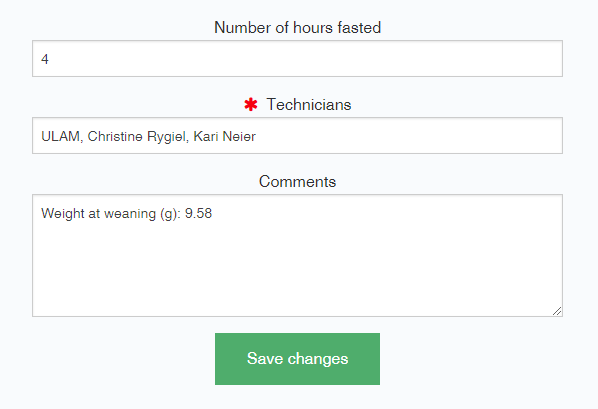 Number of hours fasted
4
✱ Technicians
ULAM, Christine Rygiel, Kari Neier
Comments
Weight at weaning (g): 9.58
Save changes